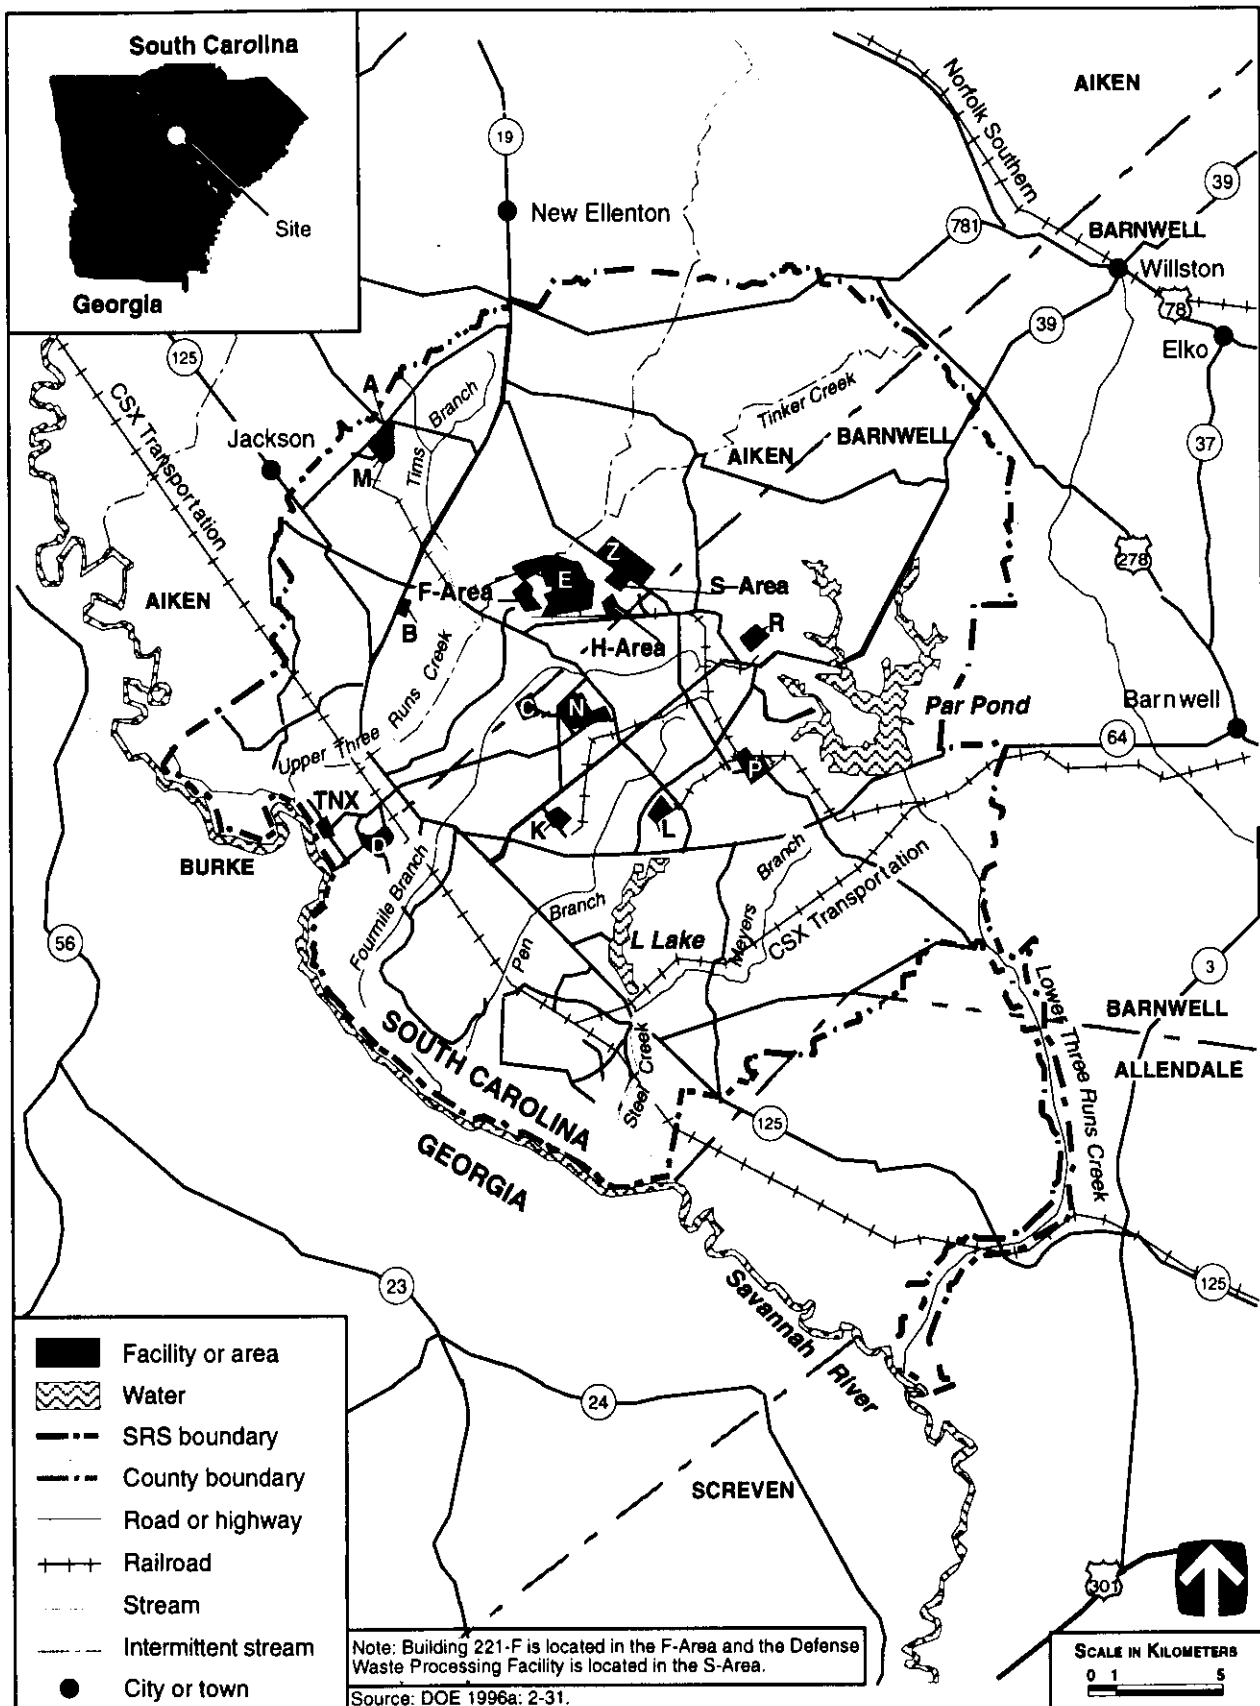 South Carolina
Site
Georgia
19
New Ellenton
Norfolk Southern
AIKEN
39
781
BARNWELL
Willston
78
39
Elko
125
CSX Transportation
A
Jackson
Branch
Tims
M
Tinker Creek
BARNWELL
AIKEN
37
278
AIKEN
F-Area
E
Z
S-Area
B
H-Area
R
Upper Three Runs Creek
C
N
Par Pond
Barnwell
64
P
TNX
D
K
L
BURKE
Fourmile Branch
Pen Branch
L Lake
Meyers Branch
CSX Transportation
56
3
Lower Three Runs Creek
BARNWELL
ALLENDALE
SOUTH CAROLINA
GEORGIA
Steel Creek
125
125
23
Savannah River
24
SCREVEN
301
Facility or area
Water
SRS boundary
County boundary
Road or highway
Railroad
Stream
Intermittent stream
City or town
Note: Building 221-F is located in the F-Area and the Defense
Waste Processing Facility is located in the S-Area.
Source: DOE 1996a: 2-31.
SCALE IN KILOMETERS
0 1 5